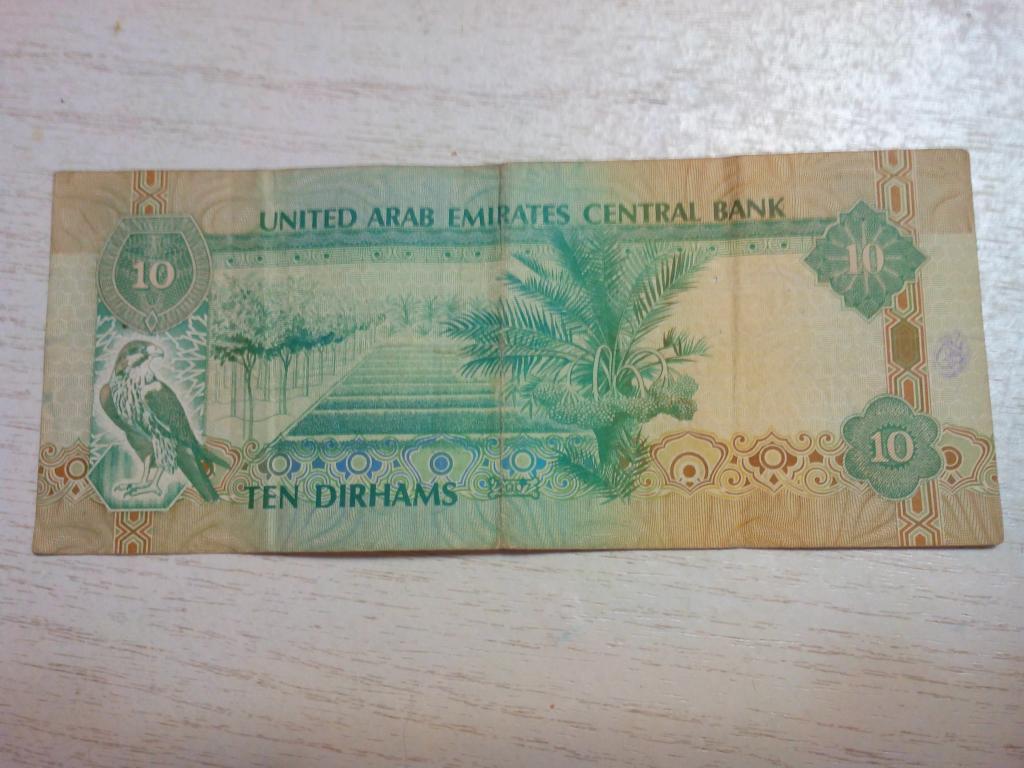 UNITED ARAB EMIRATES CENTRAL BANK
10
10
10
TEN DIRHAMS